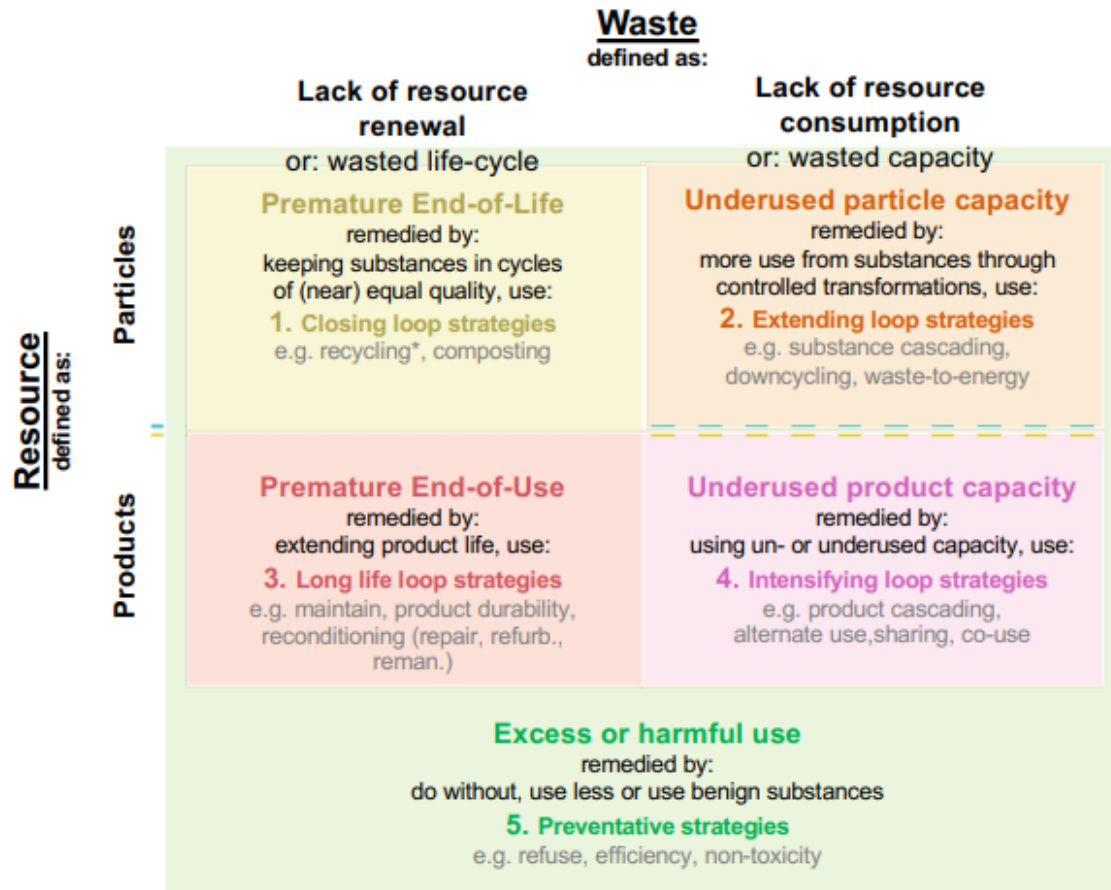 Waste
defined as:
Lack of resource
renewal
or: wasted life-cycle
Lack of resource
consumption
or: wasted capacity
Resource
defined as:
Particles
Premature End-of-Life
remedied by:
keeping substances in cycles
of (near) equal quality, use:
1. Closing loop strategies
e.g. recycling*, composting
Underused particle capacity
remedied by:
more use from substances through
controlled transformations, use:
2. Extending loop strategies
e.g. substance cascading,
downcycling, waste-to-energy
Products
Premature End-of-Use
remedied by:
extending product life, use:
3. Long life loop strategies
e.g. maintain, product durability,
reconditioning (repair, refurb.,
reman.)
Underused product capacity
remedied by:
using un- or underused capacity, use:
4. Intensifying loop strategies
e.g. product cascading,
alternate use,sharing, co-use
Excess or harmful use
remedied by:
do without, use less or use benign substances
5. Preventative strategies
e.g. refuse, efficiency, non-toxicity